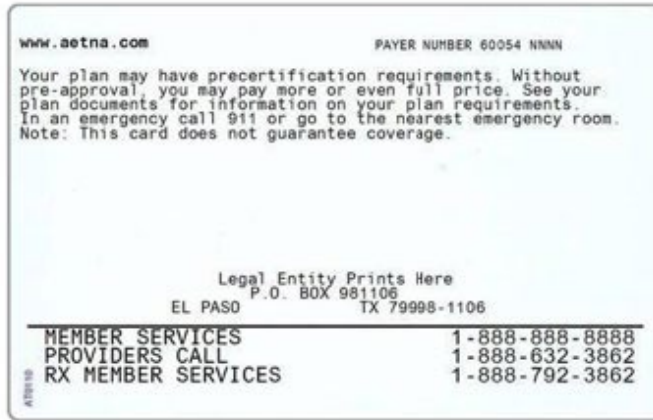 www.aetna.com PAYER NUMBER 60054 NNNN
Your plan may have precertification requirements. Without
pre-approval, you may pay more or even full price. See your
plan documents for information on your plan requirements.
In an emergency call 911 or go to the nearest emergency room.
Note: This card does not guarantee coverage.
Legal Entity Prints Here
P.O. BOX 981106
EL PASO TX 79998-1106
MEMBER SERVICES 1-888-888-8888
PROVIDERS CALL 1-888-632-3862
RX MEMBER SERVICES 1-888-792-3862
AT0110